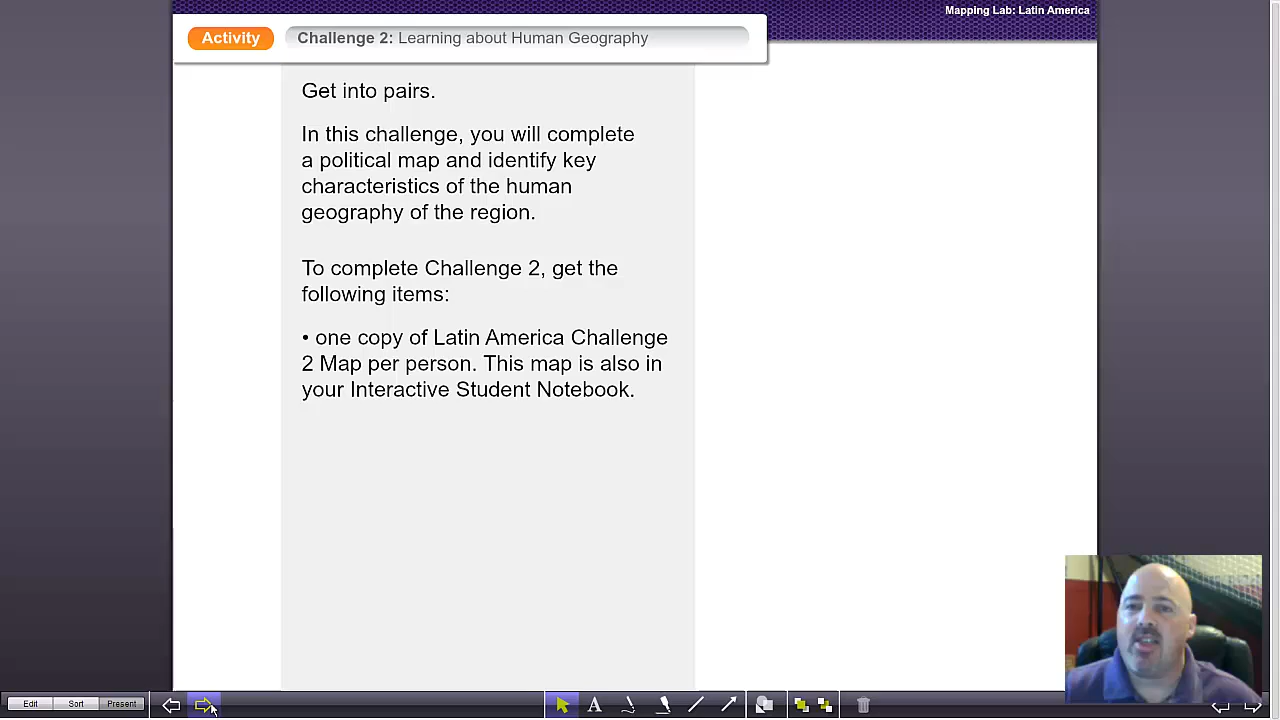 Mapping Lab: Latin America
Activity
Challenge 2: Learning about Human Geography
Get into pairs.
In this challenge, you will complete
a political map and identify key
characteristics of the human
geography of the region.
To complete Challenge 2, get the
following items:
• one copy of Latin America Challenge
2 Map per person. This map is also in
your Interactive Student Notebook.
Edit Sort Present A